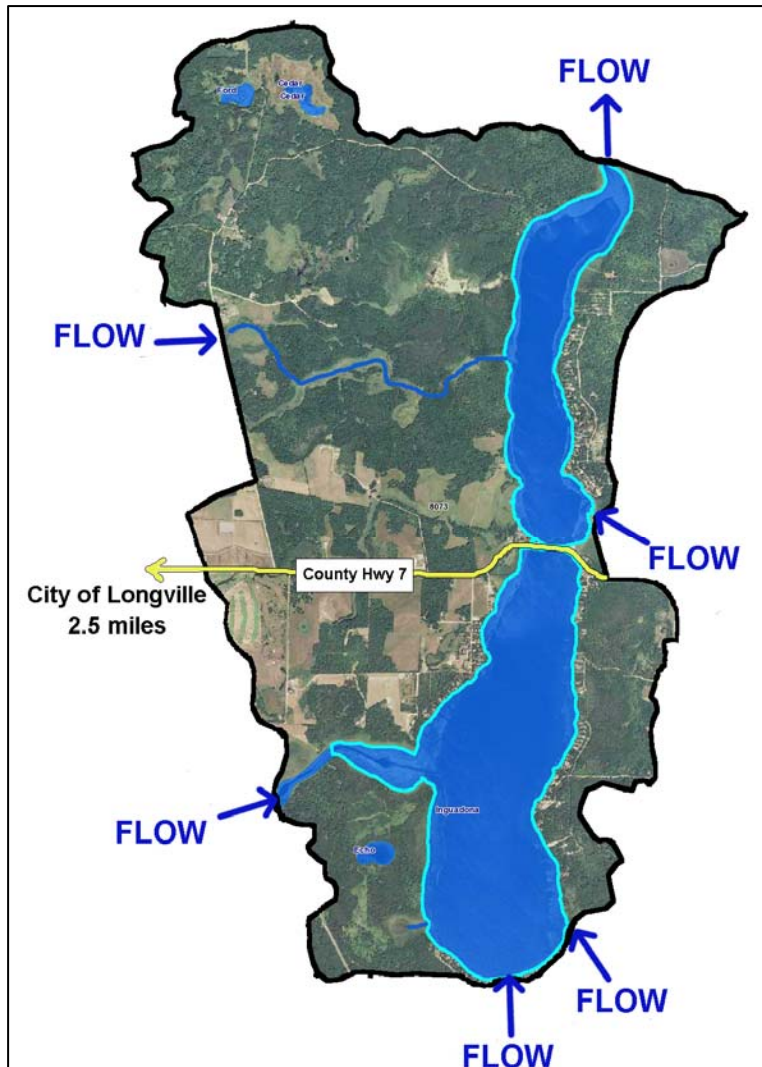 FLOW
Ford
Cedar
Cedar
FLOW
8073
FLOW
County Hwy 7
City of Longville
2.5 miles
Inguadona
FLOW
Echo
FLOW
FLOW